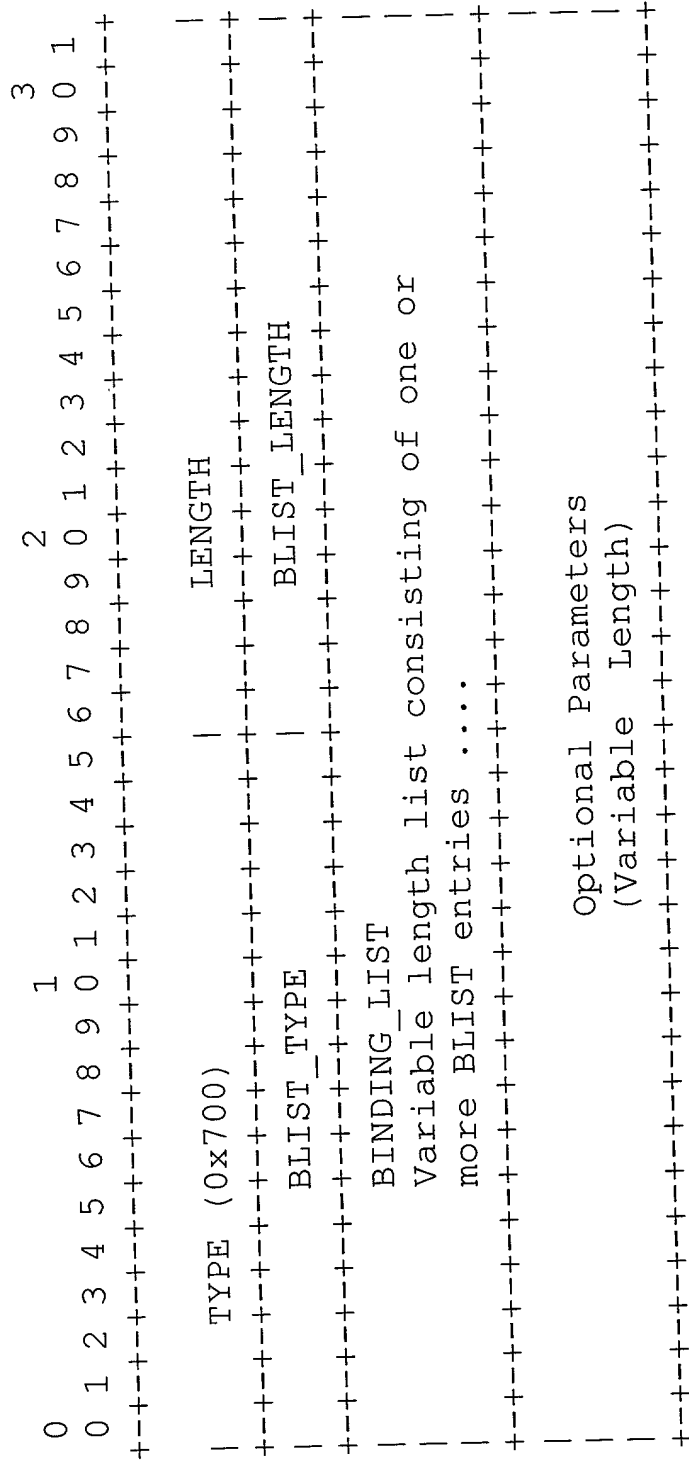 0                   1                   2                   3
0 1 2 3 4 5 6 7 8 9 0 1 2 3 4 5 6 7 8 9 0 1 2 3 4 5 6 7 8 9 0 1
+-+-+-+-+-+-+-+-+-+-+-+-+-+-+-+-+-+-+-+-+-+-+-+-+-+-+-+-+-+-+-+-+
| TYPE (0x700) | LENGTH |
+-+-+-+-+-+-+-+-+-+-+-+-+-+-+-+-+-+-+-+-+-+-+-+-+-+-+-+-+-+-+-+-+
| BLIST_TYPE | BLIST_LENGTH |
+-+-+-+-+-+-+-+-+-+-+-+-+-+-+-+-+-+-+-+-+-+-+-+-+-+-+-+-+-+-+-+-+
| BINDING_LIST |
| Variable length list consisting of one or |
| more BLIST entries .... |
+-+-+-+-+-+-+-+-+-+-+-+-+-+-+-+-+-+-+-+-+-+-+-+-+-+-+-+-+-+-+-+-+
| Optional Parameters |
| (Variable Length) |
+-+-+-+-+-+-+-+-+-+-+-+-+-+-+-+-+-+-+-+-+-+-+-+-+-+-+-+-+-+-+-+-+